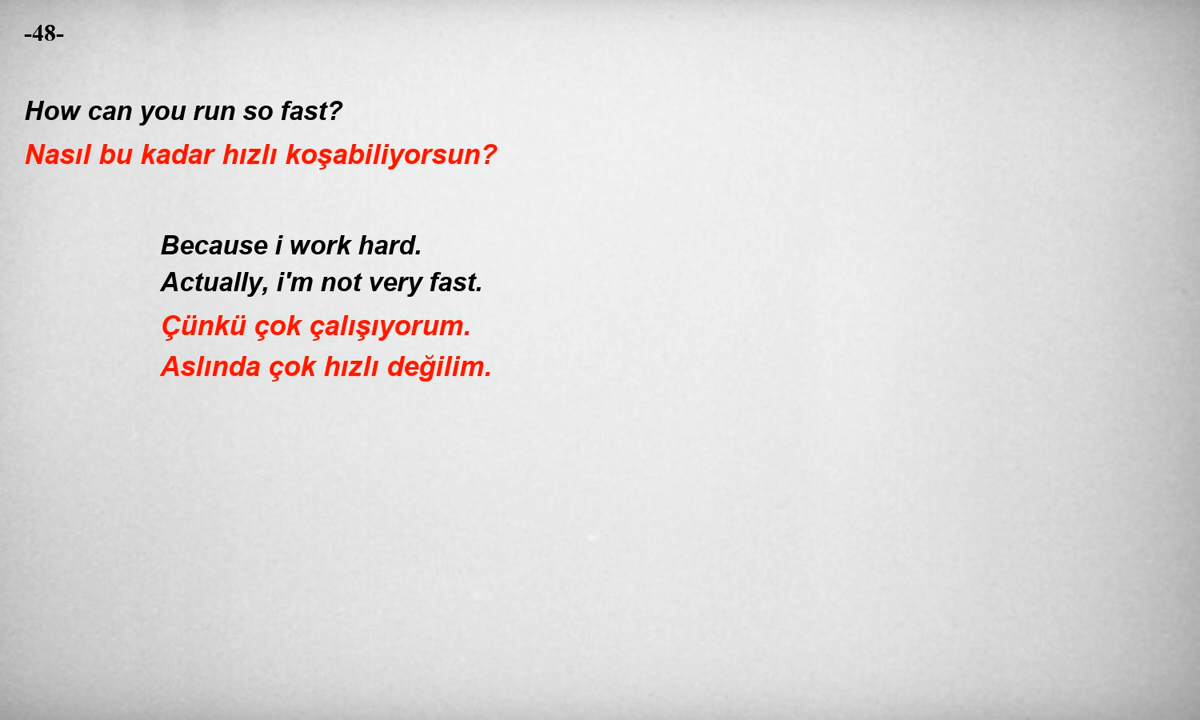 -48-
How can you run so fast?
Nasıl bu kadar hızlı koşabiliyorsun?
Because i work hard.
Actually, i'm not very fast.
Çünkü çok çalışıyorum.
Aslında çok hızlı değilim.